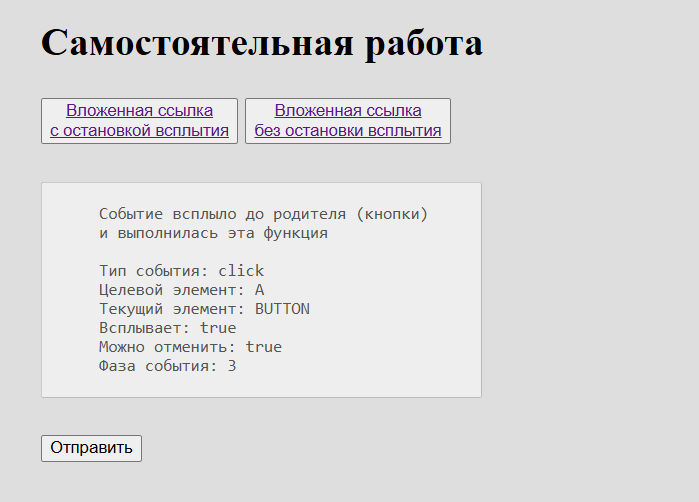 Самостоятельная работа
Вложенная ссылка
с остановкой всплытия
Вложенная ссылка
без остановки всплытия
Событие всплыло до родителя (кнопки)
и выполнилась эта функция
Тип события: click
Целевой элемент: A
Текущий элемент: BUTTON
Всплывает: true
Можно отменить: true
Фаза события: 3
Отправить